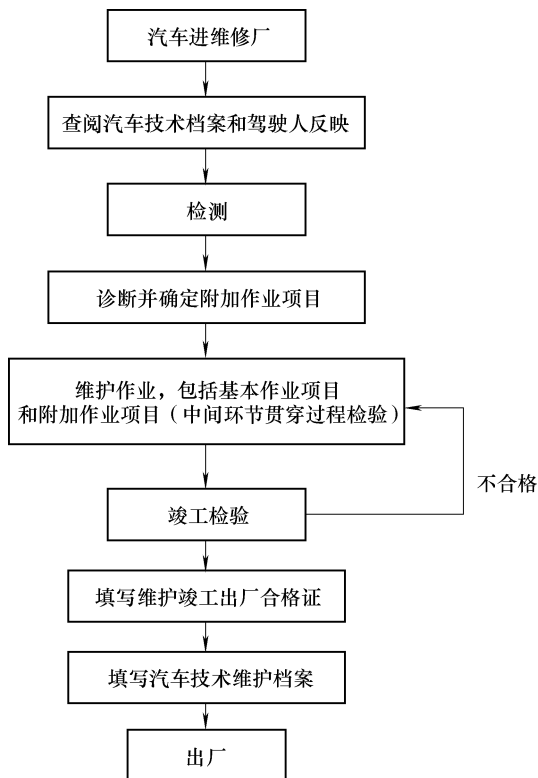 汽车进维修厂
查阅汽车技术档案和驾驶人反映
检测
诊断并确定附加作业项目
维护作业，包括基本作业项目
和附加作业项目（中间环节贯穿过程检验）
不合格
竣工检验
填写维护竣工出厂合格证
填写汽车技术维护档案
出厂